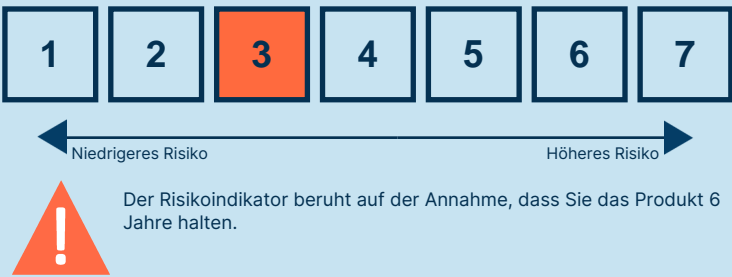 1 2 3 4 5 6 7
Niedrigeres Risiko Höheres Risiko
Der Risikoindikator beruht auf der Annahme, dass Sie das Produkt 6
Jahre halten.
!